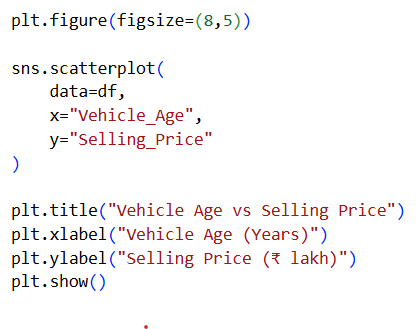 plt.figure(figsize=(8,5))
sns.scatterplot(
    data=df,
    x="Vehicle_Age",
    y="Selling_Price"
)
plt.title("Vehicle Age vs Selling Price")
plt.xlabel("Vehicle Age (Years)")
plt.ylabel("Selling Price (₹ lakh)")
plt.show()